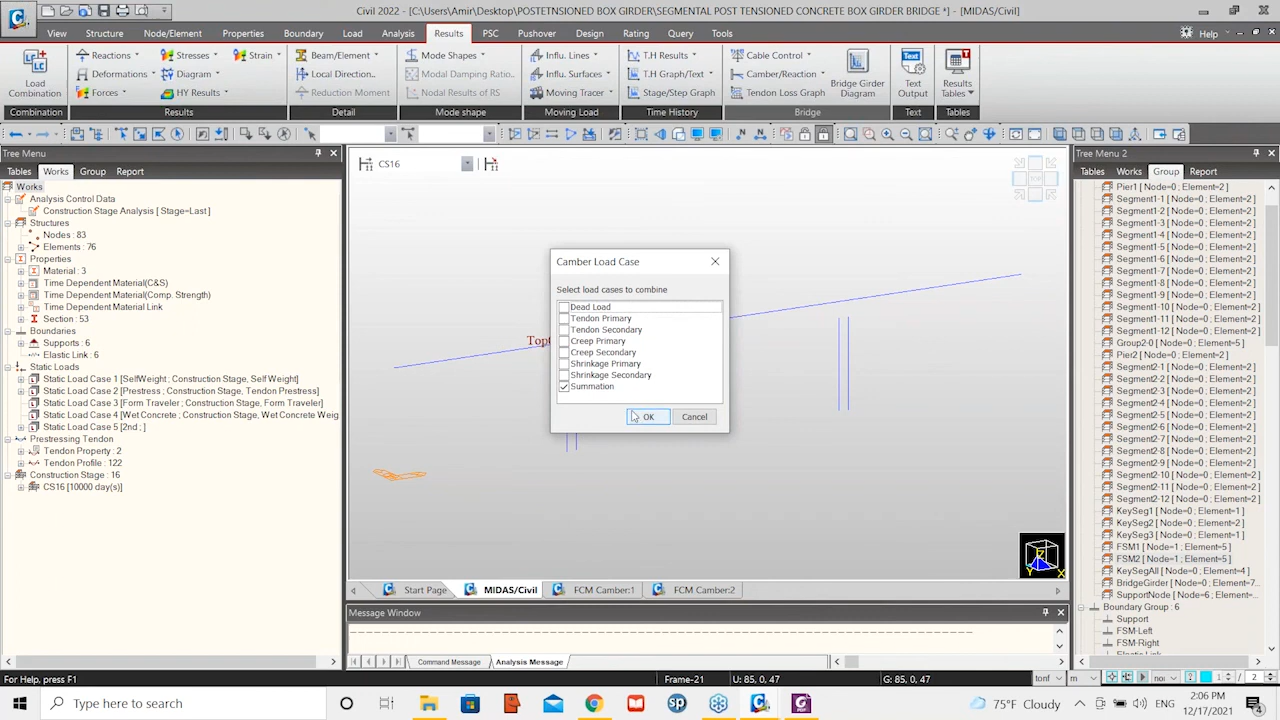 Civil 2022 - [C:\Users\Amir\Desktop\POSTETNSIONED BOX GIRDER\SEGMENTAL POST TENSIONED CONCRETE BOX GIRDER BRIDGE *] - [MIDAS/Civil]
View Structure Node/Element Properties Boundary Load Analysis Results PSC Pushover Design Rating Query Tools Help
Load Combination
Reactions Stresses Strain
Deformations Diagram
Forces HY Results
Beam/Element
Local Direction..
Reduction Moment
Mode Shapes
Modal Damping Ratio..
Nodal Results of RS
Influ. Lines
Influ. Surfaces
Moving Tracer
T.H Results
T.H Graph/Text
Stage/Step Graph
Cable Control
Camber/Reaction
Tendon Loss Graph
Bridge Girder Diagram
Text Output
Results Tables
Combination Results Detail Mode shape Moving Load Time History Bridge Text Tables
Tree Menu
Tables Works Group Report
Works
Analysis Control Data
Construction Stage Analysis [ Stage=Last ]
Structures
Nodes : 83
Elements : 76
Properties
Material : 3
Time Dependent Material(C&S)
Time Dependent Material(Comp. Strength)
Time Dependent Material Link
Section : 53
Boundaries
Supports : 6
Elastic Link : 6
Static Loads
Static Load Case 1 [SelfWeight ; Construction Stage, Self Weight]
Static Load Case 2 [Prestress ; Construction Stage, Tendon Prestress]
Static Load Case 3 [Form Traveler ; Construction Stage, Form Traveler]
Static Load Case 4 [Wet Concrete ; Construction Stage, Wet Concrete Weig
Static Load Case 5 [2nd ; ]
Prestressing Tendon
Tendon Property : 2
Tendon Profile : 122
Construction Stage : 16
CS16 [10000 day(s)]
CS16
TOP
Camber Load Case
Select load cases to combine
Dead Load
Tendon Primary
Tendon Secondary
Creep Primary
Creep Secondary
Shrinkage Primary
Shrinkage Secondary
Summation
OK Cancel
Start Page MIDAS/Civil FCM Camber:1 FCM Camber:2
Message Window
Command Message Analysis Message
Tree Menu 2
Tables Works Group Report
Pier1 [ Node=0 ; Element=2 ]
Segment1-1 [ Node=0 ; Element=2 ]
Segment1-2 [ Node=0 ; Element=2 ]
Segment1-3 [ Node=0 ; Element=2 ]
Segment1-4 [ Node=0 ; Element=2 ]
Segment1-5 [ Node=0 ; Element=2 ]
Segment1-6 [ Node=0 ; Element=2 ]
Segment1-7 [ Node=0 ; Element=2 ]
Segment1-8 [ Node=0 ; Element=2 ]
Segment1-9 [ Node=0 ; Element=2 ]
Segment1-10 [ Node=0 ; Element=2 ]
Segment1-11 [ Node=0 ; Element=2 ]
Segment1-12 [ Node=0 ; Element=2 ]
Group2-0 [ Node=0 ; Element=5 ]
Pier2 [ Node=0 ; Element=2 ]
Segment2-1 [ Node=0 ; Element=2 ]
Segment2-2 [ Node=0 ; Element=2 ]
Segment2-3 [ Node=0 ; Element=2 ]
Segment2-4 [ Node=0 ; Element=2 ]
Segment2-5 [ Node=0 ; Element=2 ]
Segment2-6 [ Node=0 ; Element=2 ]
Segment2-7 [ Node=0 ; Element=2 ]
Segment2-8 [ Node=0 ; Element=2 ]
Segment2-9 [ Node=0 ; Element=2 ]
Segment2-10 [ Node=0 ; Element=2 ]
Segment2-11 [ Node=0 ; Element=2 ]
Segment2-12 [ Node=0 ; Element=2 ]
KeySeg1 [ Node=0 ; Element=1 ]
KeySeg2 [ Node=0 ; Element=2 ]
KeySeg3 [ Node=0 ; Element=1 ]
FSM1 [ Node=1 ; Element=5 ]
FSM2 [ Node=1 ; Element=5 ]
KeySegAll [ Node=0 ; Element=4 ]
BridgeGirder [ Node=0 ; Element=7...
SupportNode [ Node=6 ; Element=...
Boundary Group : 6
Support
FSM-Left
FSM-Right
For Help, press F1
Frame-21 U: 85, 0, 47 G: 85, 0, 47 tonf m 1 / 2
Type here to search
75°F Cloudy ENG 2:06 PM 12/17/2021 4